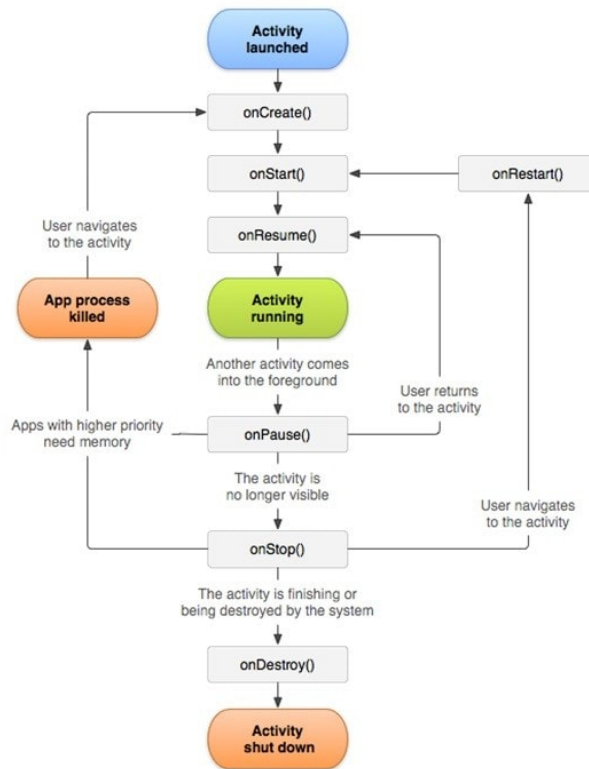 Activity
launched
onCreate()
onStart()
onRestart()
User navigates
to the activity
onResume()
App process
killed
Activity
running
Another activity comes
into the foreground
User returns
to the activity
Apps with higher priority
need memory
onPause()
The activity is
no longer visible
User navigates
to the activity
onStop()
The activity is finishing or
being destroyed by the system
onDestroy()
Activity
shut down